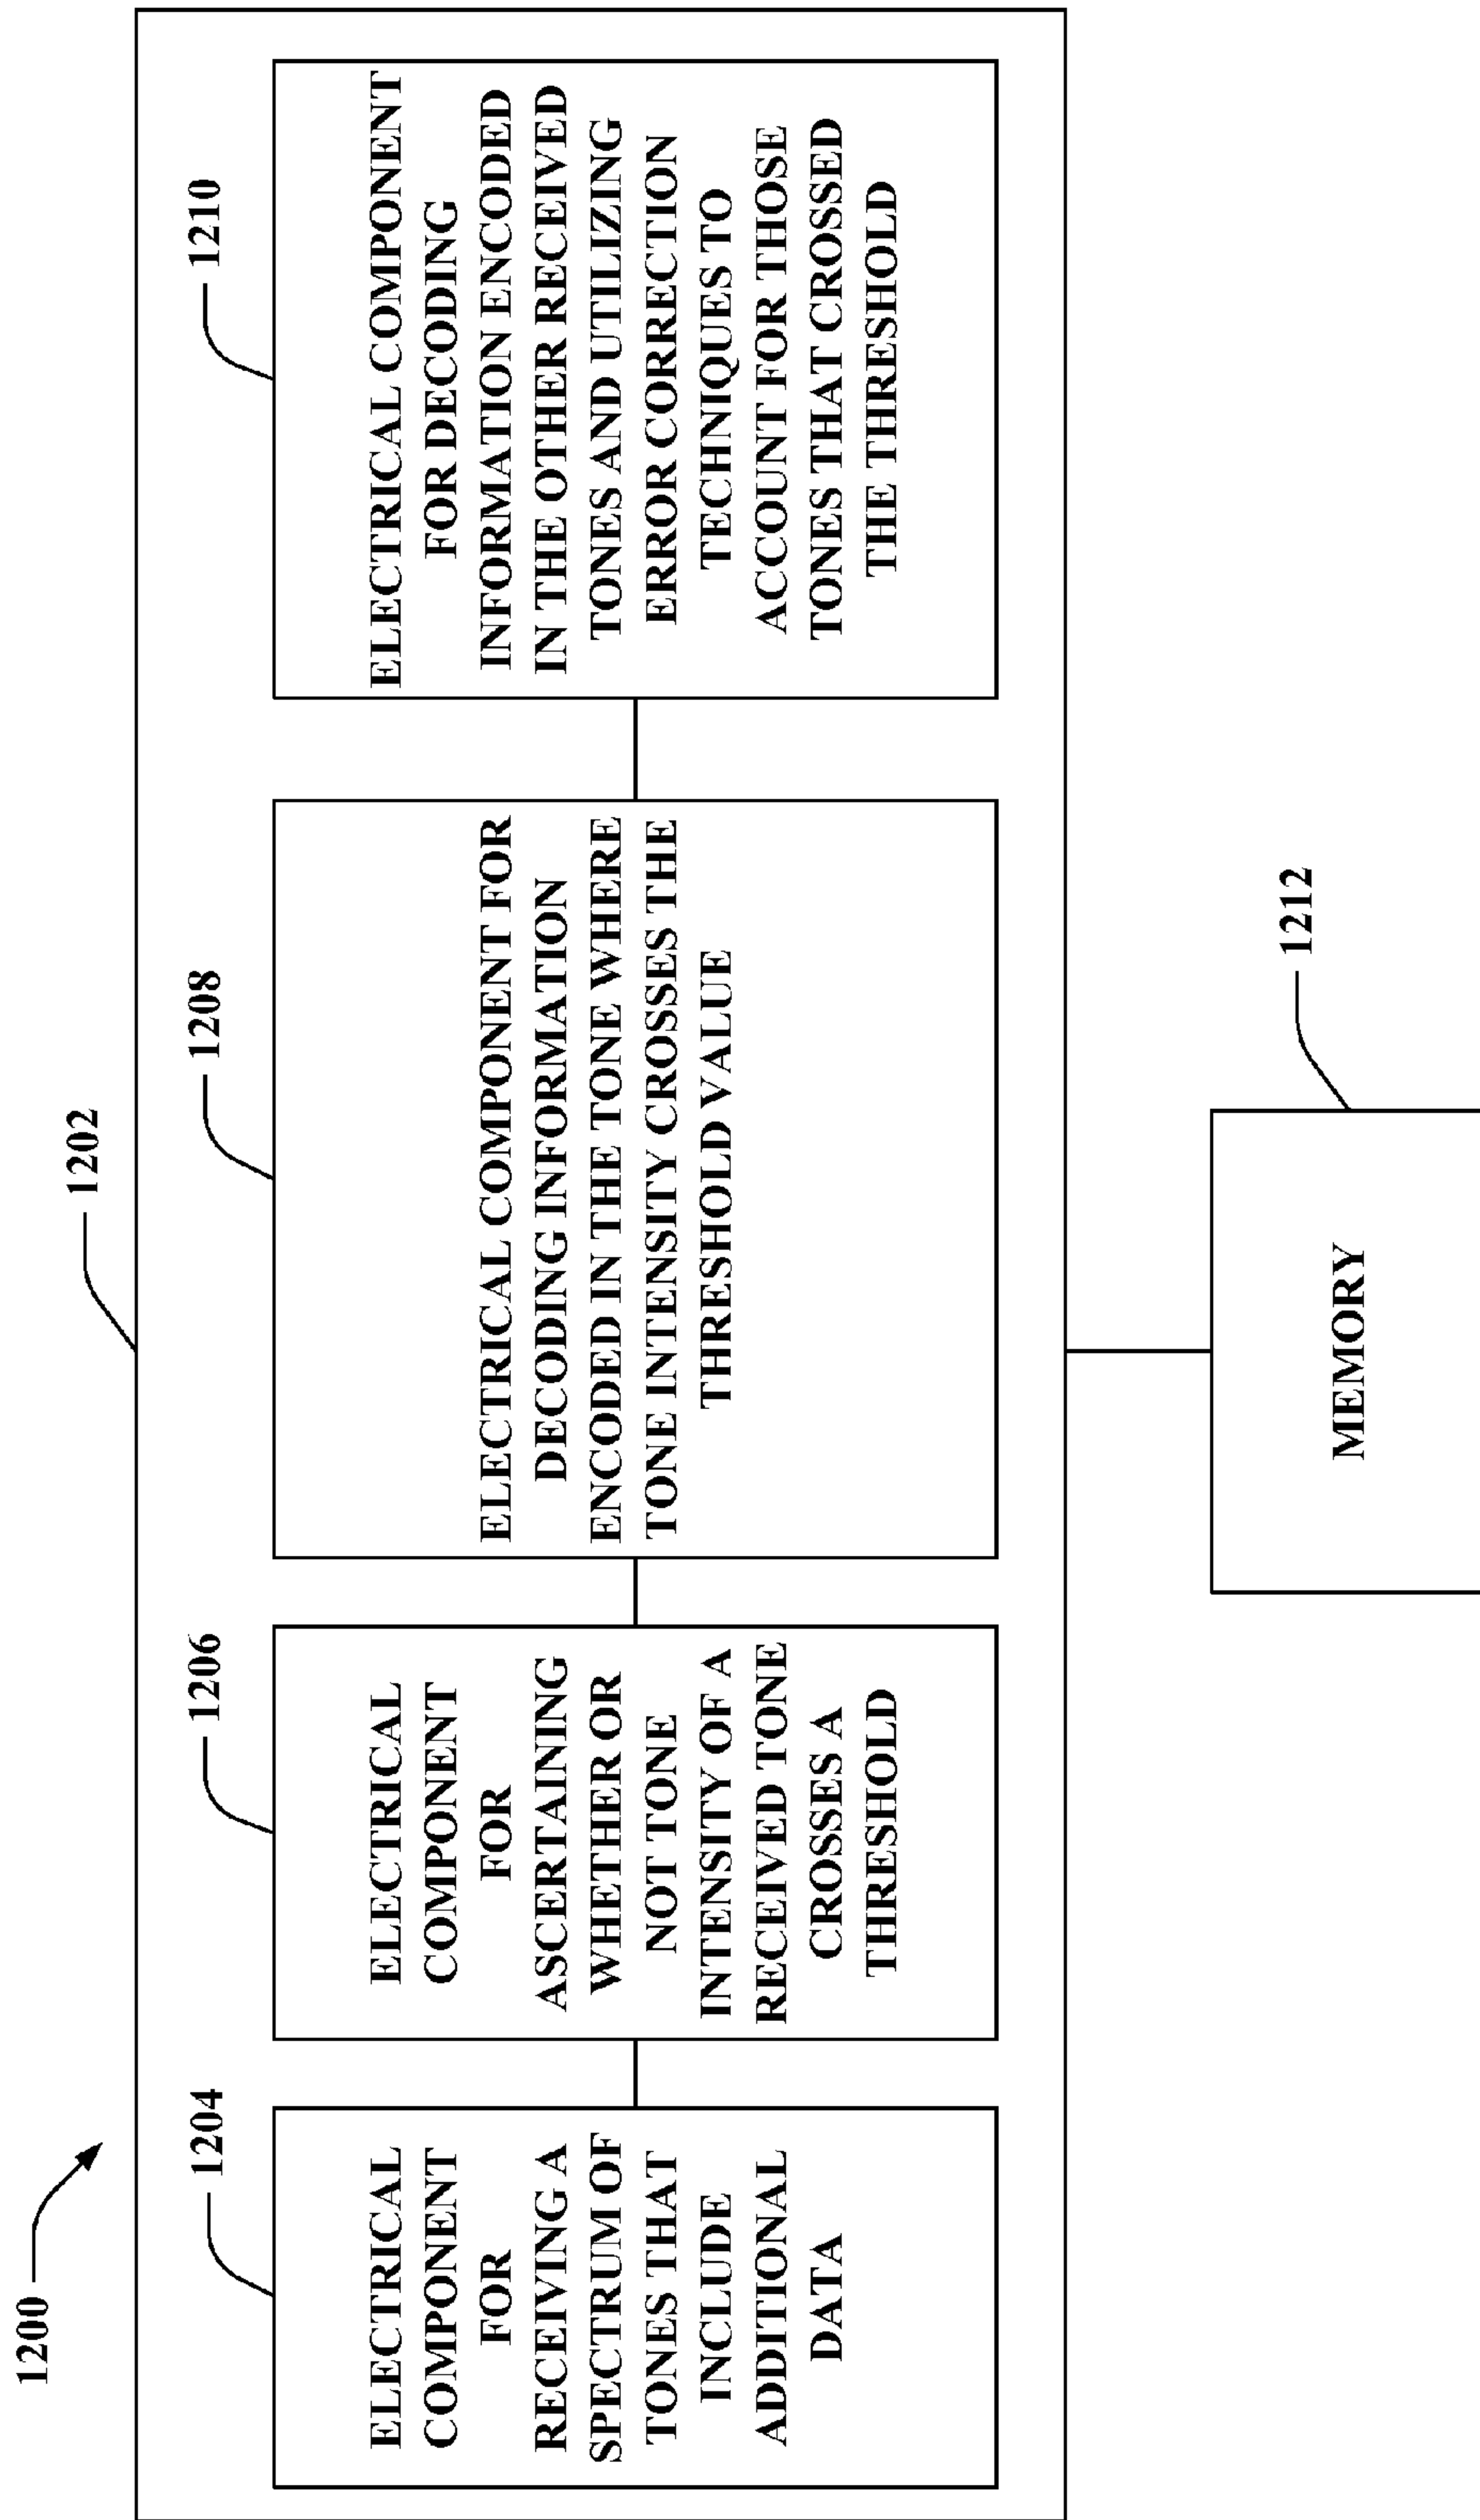 1200
1202
1204
ELECTRICAL
COMPONENT
FOR
RECEIVING A
SPECTRUM OF
TONES THAT
INCLUDE
ADDITIONAL
DATA
1206
ELECTRICAL
COMPONENT
FOR
ASCERTAINING
WHETHER OR
NOT TONE
INTENSITY OF A
RECEIVED TONE
CROSSES A
THRESHOLD
1208
ELECTRICAL COMPONENT FOR
DECODING INFORMATION
ENCODED IN THE TONE WHERE
TONE INTENSITY CROSSES THE
THRESHOLD VALUE
1210
ELECTRICAL COMPONENT
FOR DECODING
INFORMATION ENCODED
IN THE OTHER RECEIVED
TONES AND UTILIZING
ERROR CORRECTION
TECHNIQUES TO
ACCOUNT FOR THOSE
TONES THAT CROSSED
THE THRESHOLD
1212
MEMORY